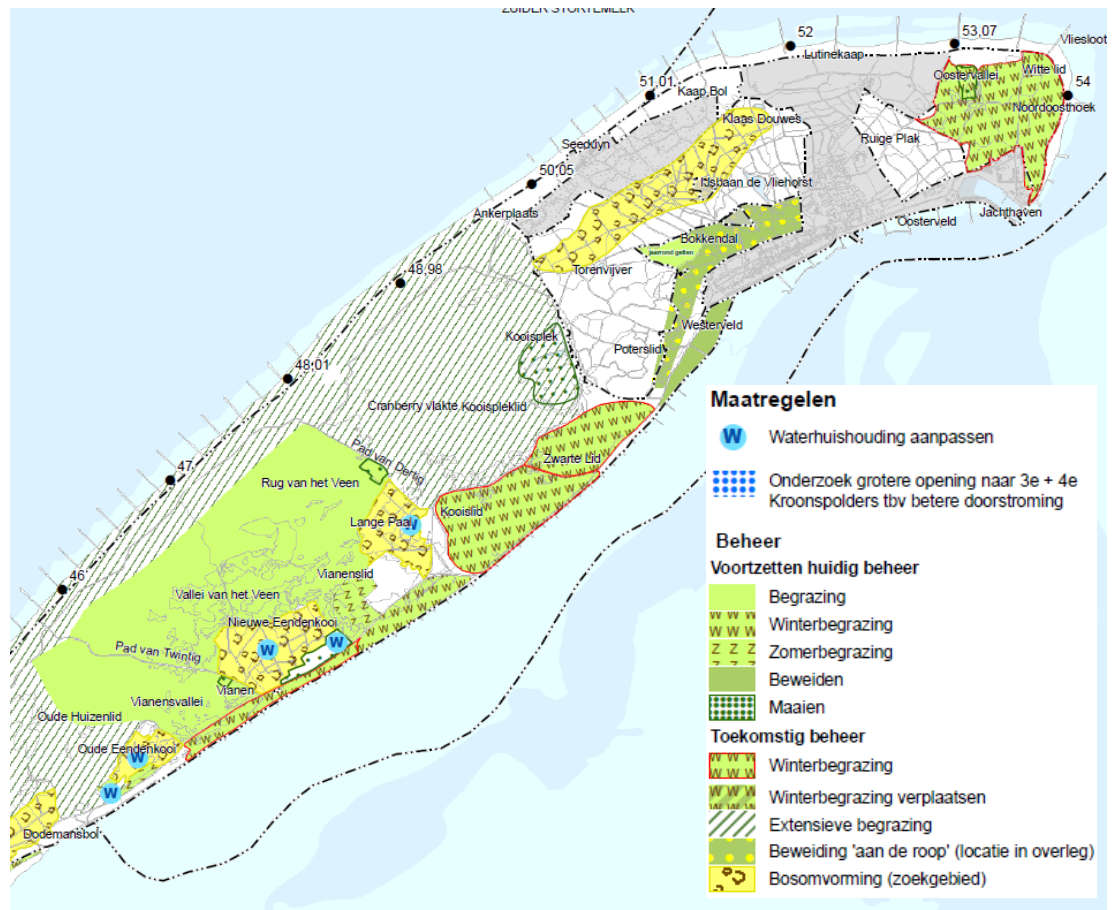 ZUIDER STORTEMELK
52
53,07
Vliesloot
Lutinekaap
Oostervallei
Witte lid
54
51,01
Kaap Bol
Noordoosthoek
Klaas Douwes
Seeduyn
Ruige Plak
50,05
IJsbaan de Vliehorst
Ankerplaats
Oosterveld
Jachthaven
Bokkendal
jaarrond geiten
48,98
Torenvijver
Westerveld
Kooisplek
Poterslid
48,01
Cranberry vlakte
Kooispleklid
Pad van Dertig
Zwarte Lid
47
Rug van het Veen
Kooislid
Lange Paal
W
Vianenslid
46
Vallei van het Veen
Nieuwe Eendenkooi
W
W
Pad van Twintig
Vianen
Vianensvallei
Oude Huizenlid
Oude Eendenkooi
W
W
Dodemansbol
Maatregelen
W Waterhuishouding aanpassen
Onderzoek grotere opening naar 3e + 4e
Kroonspolders tbv betere doorstroming
Beheer
Voortzetten huidig beheer
Begrazing
Winterbegrazing
Zomerbegrazing
Beweiden
Maaien
Toekomstig beheer
Winterbegrazing
Winterbegrazing verplaatsen
Extensieve begrazing
Beweiding 'aan de roop' (locatie in overleg)
Bosomvorming (zoekgebied)